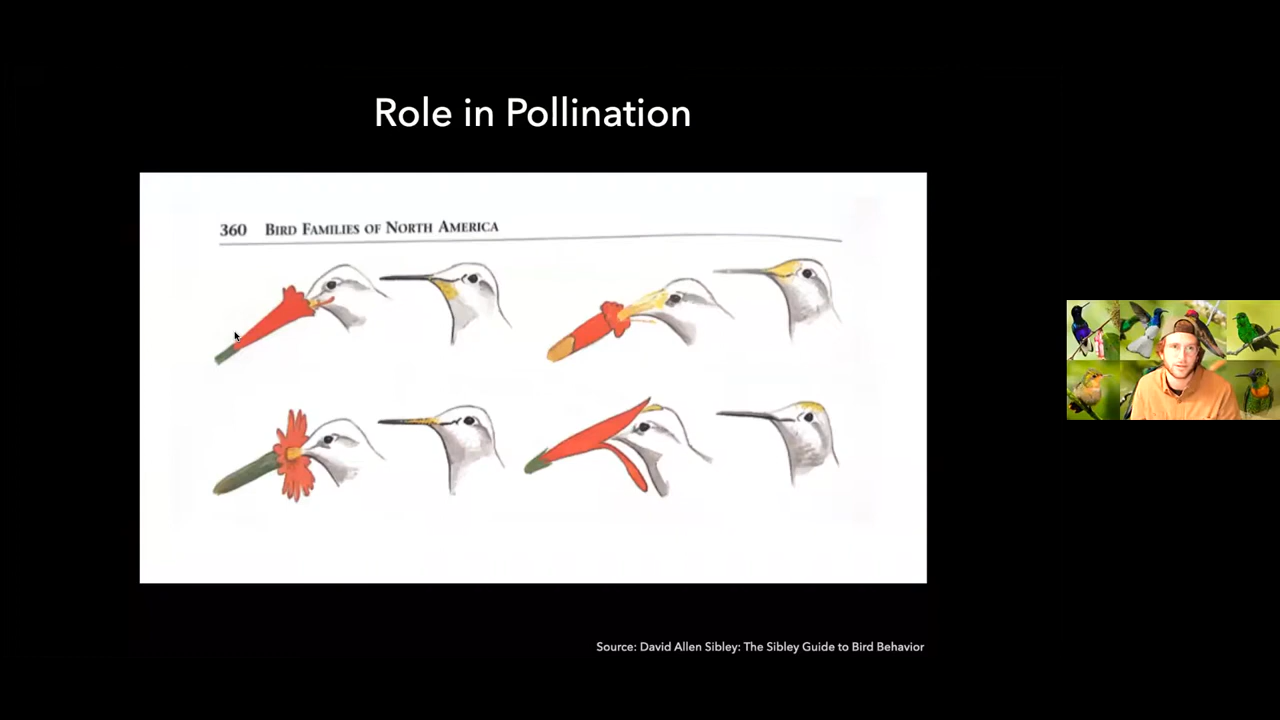 Role in Pollination
360 Bird Families of North America
Source: David Allen Sibley: The Sibley Guide to Bird Behavior